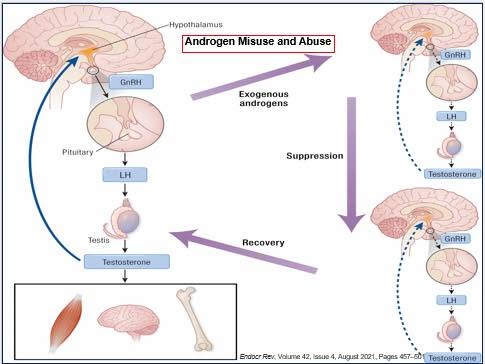 Hypothalamus
Androgen Misuse and Abuse
GnRH
Exogenous
androgens
Pituitary
LH
Testis
Testosterone
Suppression
Recovery
GnRH
LH
Testosterone
GnRH
LH
Testosterone
Endocr Rev, Volume 42, Issue 4, August 2021, Pages 457–501